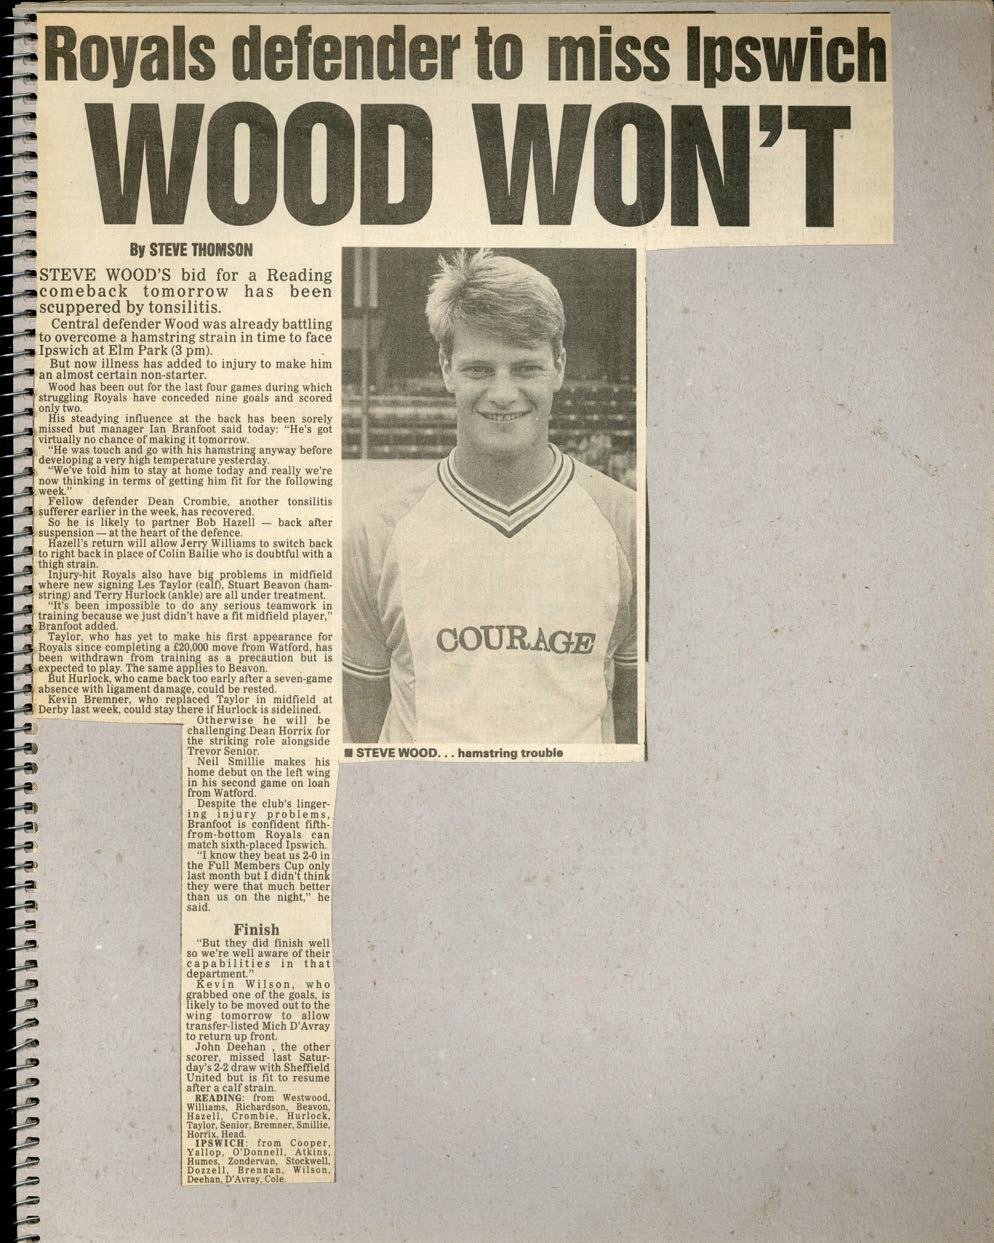 Royals defender to miss Ipswich
WOOD WON'T
By STEVE THOMSON
STEVE WOOD'S bid for a Reading
comeback tomorrow has been
scuppered by tonsilitis.
Central defender Wood was already battling
to overcome a hamstring strain in time to face
Ipswich at Elm Park (3 pm).
But now illness has added to injury to make him
an almost certain non-starter.
Wood has been out for the last four games during which
struggling Royals have conceded nine goals and scored
only two.
His steadying influence at the back has been sorely
missed but manager Ian Branfoot said today: “He's got
virtually no chance of making it tomorrow.
“He was touch and go with his hamstring anyway before
developing a very high temperature yesterday.
“We've told him to stay at home today and really we're
now thinking in terms of getting him fit for the following
week.”
Fellow defender Dean Crombie, another tonsilitis
sufferer earlier in the week, has recovered.
So he is likely to partner Bob Hazell — back after
suspension — at the heart of the defence.
Hazell's return will allow Jerry Williams to switch back
to right back in place of Colin Bailie who is doubtful with a
thigh strain.
Injury-hit Royals also have big problems in midfield
where new signing Les Taylor (calf), Stuart Beavon (ham-
string) and Terry Hurlock (ankle) are all under treatment.
“It's been impossible to do any serious teamwork in
training because we just didn't have a fit midfield player,”
Branfoot added.
Taylor, who has yet to make his first appearance for
Royals since completing a £20,000 move from Watford, has
been withdrawn from training as a precaution but is
expected to play. The same applies to Beavon.
But Hurlock, who came back too early after a seven-game
absence with ligament damage, could be rested.
Kevin Bremner, who replaced Taylor in midfield at
Derby last week, could stay there if Hurlock is sidelined.
Otherwise he will be
challenging Dean Horrix for
the striking role alongside
Trevor Senior.
Neil Smillie makes his
home debut on the left wing
in his second game on loan
from Watford.
Despite the club's linger-
ing injury problems,
Branfoot is confident fifth-
from-bottom Royals can
match sixth-placed Ipswich.
“I know they beat us 2-0 in
the Full Members Cup only
last month but I didn't think
they were that much better
than us on the night,” he
said.
Finish
“But they did finish well
so we're well aware of their
capabilities in that
department.”
Kevin Wilson, who
grabbed one of the goals, is
likely to be moved out to the
wing tomorrow to allow
transfer-listed Mich D'Avray
to return up front.
John Deehan , the other
scorer, missed last Satur-
day's 2-2 draw with Sheffield
United but is fit to resume
after a calf strain.
READING: from Westwood,
Williams, Richardson, Beavon,
Hazell, Crombie, Hurlock,
Taylor, Senior, Bremner, Smillie,
Horrix, Head.
IPSWICH: from Cooper,
Yallop, O'Donnell, Atkins,
Humes, Zondervan, Stockwell,
Dozzell, Brennan, Wilson,
Deehan, D'Avray, Cole.
COURAGE
■ STEVE WOOD. . . hamstring trouble